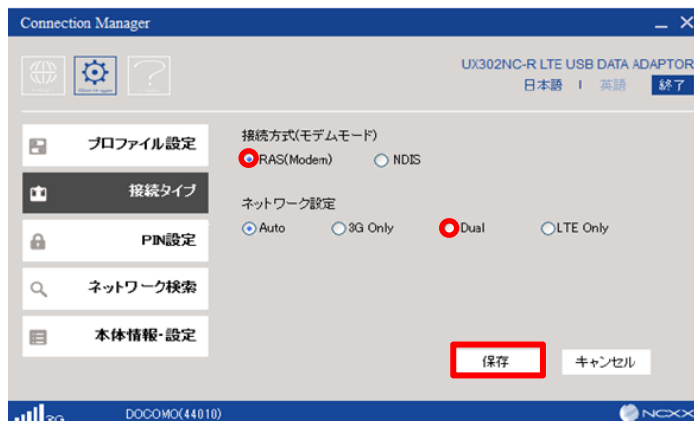 Connection Manager
UX302NC-R LTE USB DATA ADAPTOR
日本語 | 英語 終了
プロファイル設定
接続タイプ
PIN設定
ネットワーク検索
本体情報・設定
接続方式(モデムモード)
RAS(Modem) NDIS
ネットワーク設定
Auto 3G Only Dual LTE Only
保存 キャンセル
3G DOCOMO(44010) NCXX